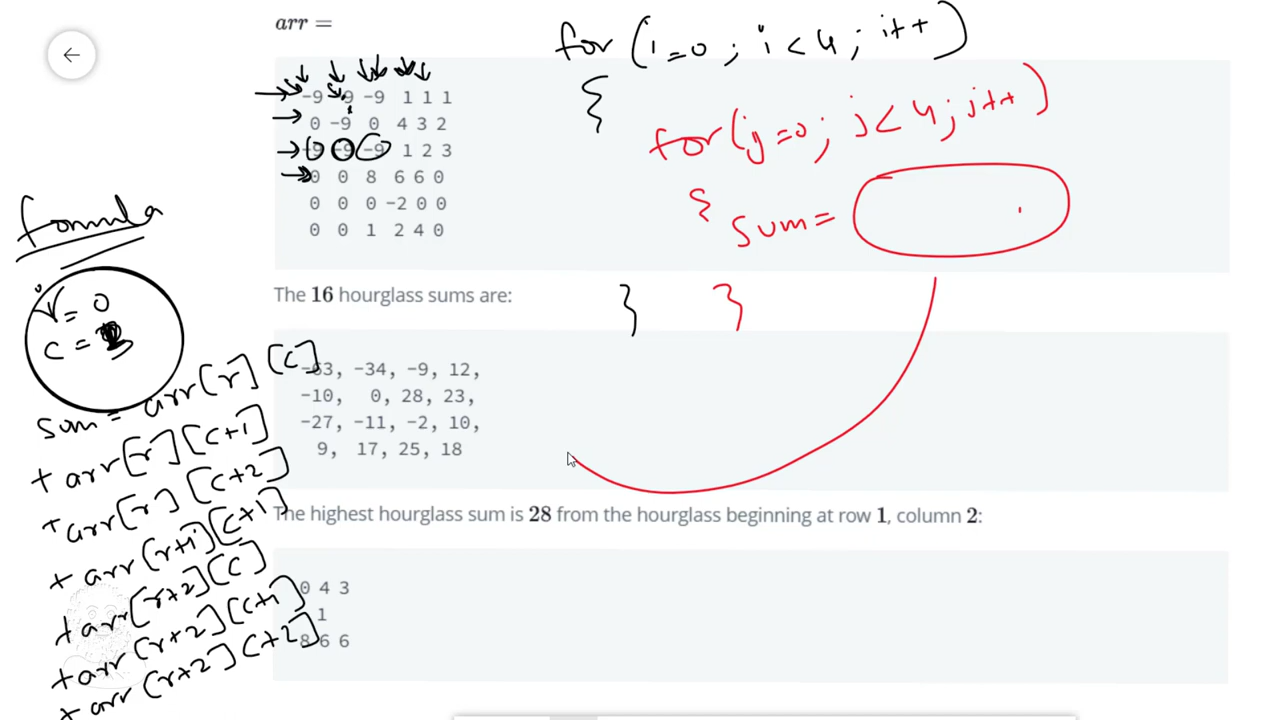 arr =
for (i=0 ; i<4 ; i++)
{
-9 -9 -9 1 1 1
0 -9 0 4 3 2
-9 -9 -9 1 2 3
0 0 8 6 6 0
0 0 0 -2 0 0
0 0 1 2 4 0
for(j=0; j<4; j++)
{
sum=
}
}
formula
r = 0
c =
sum = arr[r][c]
+ arr[r][c+1]
+ arr[r][c+2]
+ arr[r+1][c+1]
+ arr[r+2][c]
+ arr[r+2][c+1]
+ arr[r+2][c+2]
The 16 hourglass sums are:
-63, -34, -9, 12,
-10, 0, 28, 23,
-27, -11, -2, 10,
9, 17, 25, 18
The highest hourglass sum is 28 from the hourglass beginning at row 1, column 2:
0 4 3
1
8 6 6